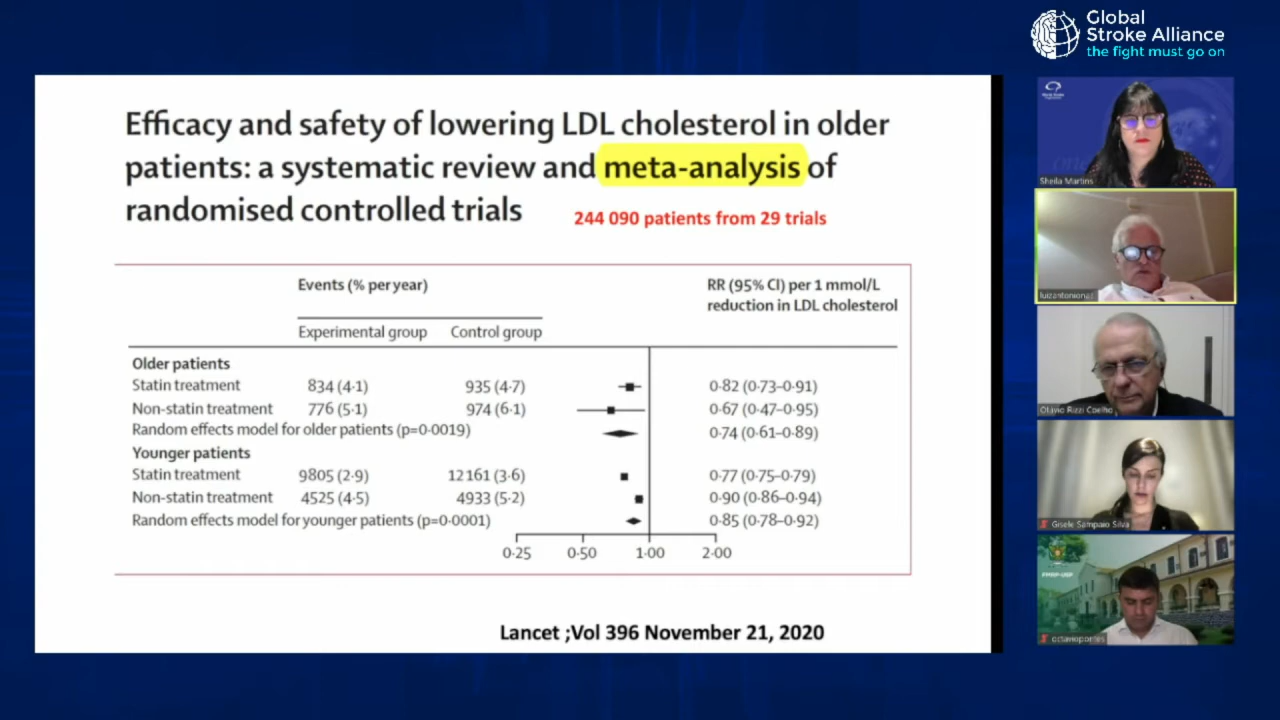 Global
Stroke Alliance
the fight must go on
Efficacy and safety of lowering LDL cholesterol in older
patients: a systematic review and meta-analysis of
randomised controlled trials
244 090 patients from 29 trials
Events (% per year)
RR (95% CI) per 1 mmol/L
reduction in LDL cholesterol
Experimental group Control group
Older patients
Statin treatment 834 (4·1) 935 (4·7) 0·82 (0·73–0·91)
Non-statin treatment 776 (5·1) 974 (6·1) 0·67 (0·47–0·95)
Random effects model for older patients (p=0·0019) 0·74 (0·61–0·89)
Younger patients
Statin treatment 9805 (2·9) 12 161 (3·6) 0·77 (0·75–0·79)
Non-statin treatment 4525 (4·5) 4933 (5·2) 0·90 (0·86–0·94)
Random effects model for younger patients (p=0·0001) 0·85 (0·78–0·92)
0·25 0·50 1·00 2·00
Lancet ;Vol 396 November 21, 2020
Sheila Martins
luizantonionas
Otávio Rizzi Coelho
Gisele Sampaio Silva
octaviopontes